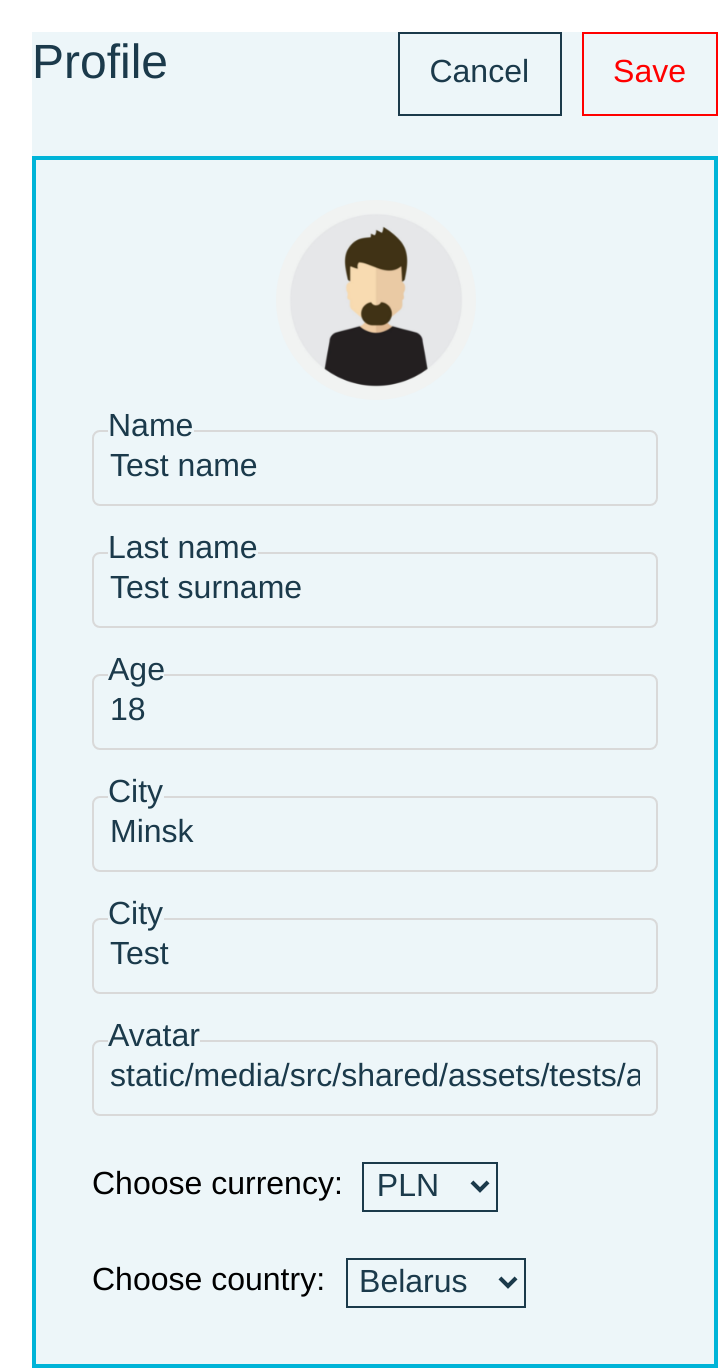 Profile
Cancel
Save
Name
Test name
Last name
Test surname
Age
18
City
Minsk
City
Test
Avatar
static/media/src/shared/assets/tests/a
Choose currency:
PLN
Choose country:
Belarus